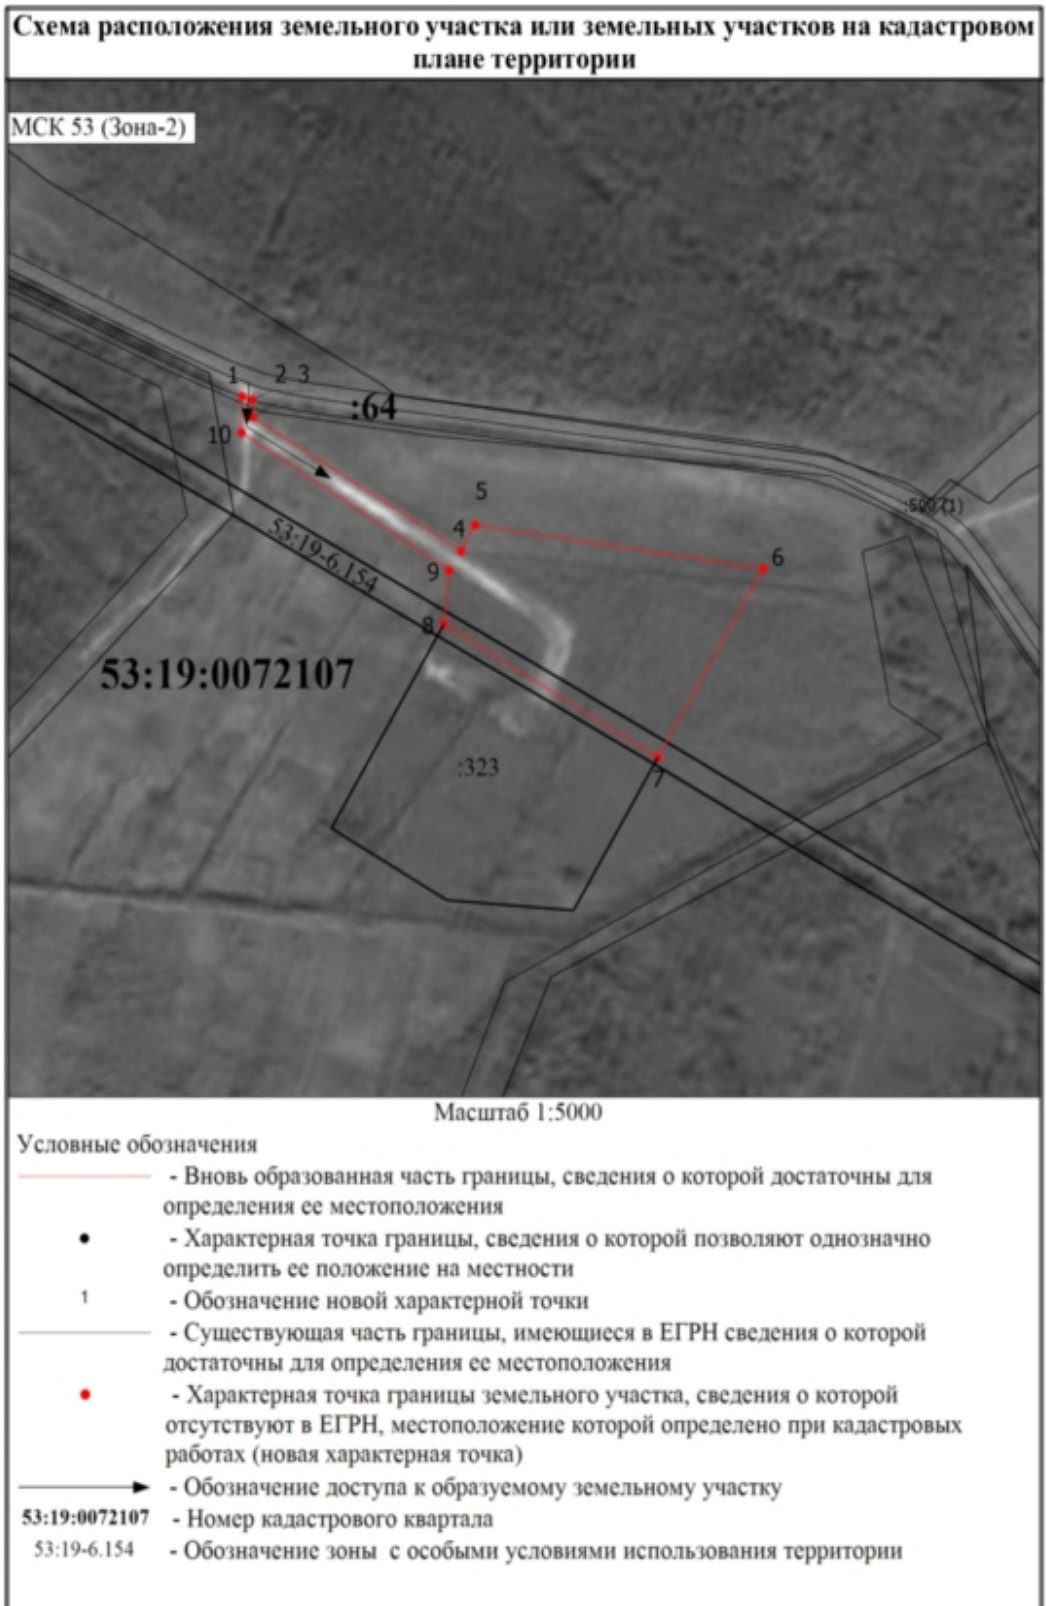 Схема расположения земельного участка или земельных участков на кадастровом
плане территории
МСК 53 (Зона-2)
1
2 3
:64
10
5
:500 (1)
4
53:19-6.154
6
9
8
53:19:0072107
:323
7
Масштаб 1:5000
Условные обозначения
- Вновь образованная часть границы, сведения о которой достаточны для
определения ее местоположения
- Характерная точка границы, сведения о которой позволяют однозначно
определить ее положение на местности
1 - Обозначение новой характерной точки
- Существующая часть границы, имеющиеся в ЕГРН сведения о которой
достаточны для определения ее местоположения
- Характерная точка границы земельного участка, сведения о которой
отсутствуют в ЕГРН, местоположение которой определено при кадастровых
работах (новая характерная точка)
- Обозначение доступа к образуемому земельному участку
53:19:0072107 - Номер кадастрового квартала
53:19-6.154 - Обозначение зоны с особыми условиями использования территории